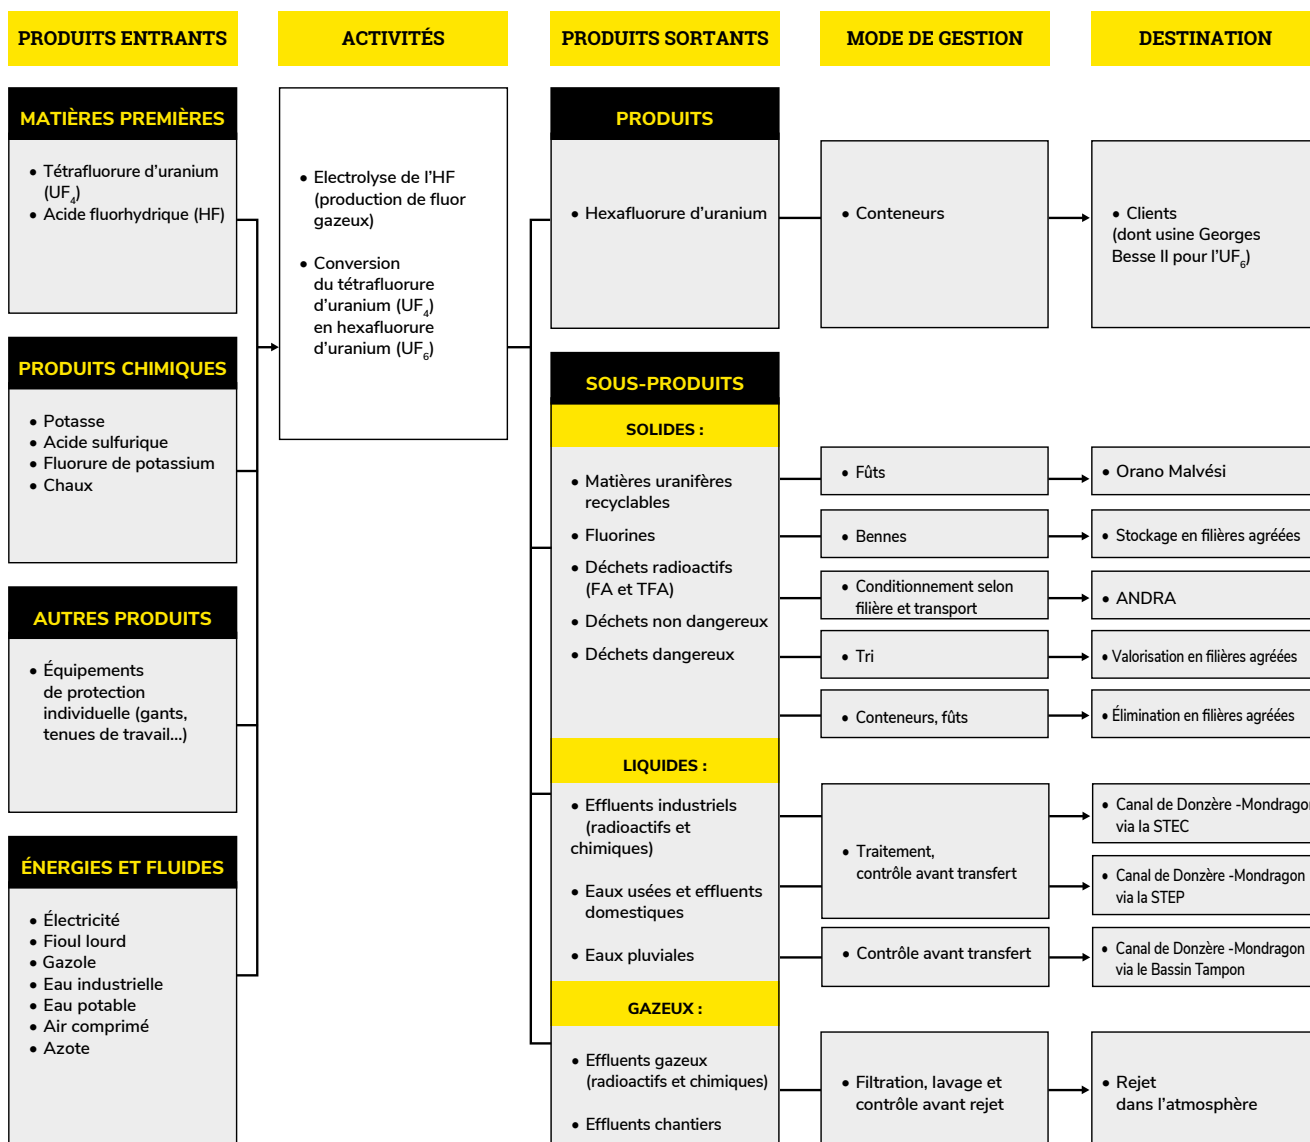 PRODUITS ENTRANTS
ACTIVITÉS
PRODUITS SORTANTS
MODE DE GESTION
DESTINATION
MATIÈRES PREMIÈRES
• Tétrafluorure d'uranium
(UF₄)
• Acide fluorhydrique (HF)
PRODUITS CHIMIQUES
• Potasse
• Acide sulfurique
• Fluorure de potassium
• Chaux
AUTRES PRODUITS
• Équipements
de protection
individuelle (gants,
tenues de travail...)
ÉNERGIES ET FLUIDES
• Électricité
• Fioul lourd
• Gazole
• Eau industrielle
• Eau potable
• Air comprimé
• Azote
• Electrolyse de l'HF
(production de fluor
gazeux)
• Conversion
du tétrafluorure
d'uranium (UF₄)
en hexafluorure
d'uranium (UF₆)
PRODUITS
• Hexafluorure d'uranium
• Conteneurs
• Clients
(dont usine Georges
Besse II pour l'UF₆)
SOUS-PRODUITS
SOLIDES :
• Matières uranifères
recyclables
• Fluorines
• Déchets radioactifs
(FA et TFA)
• Déchets non dangereux
• Déchets dangereux
• Fûts
• Orano Malvési
• Bennes
• Stockage en filières agréées
• Conditionnement selon
filière et transport
• ANDRA
• Tri
• Valorisation en filières agréées
• Conteneurs, fûts
• Élimination en filières agréées
LIQUIDES :
• Effluents industriels
(radioactifs et
chimiques)
• Eaux usées et effluents
domestiques
• Eaux pluviales
• Traitement,
contrôle avant transfert
• Canal de Donzère -Mondragon
via la STEC
• Canal de Donzère -Mondragon
via la STEP
• Contrôle avant transfert
• Canal de Donzère -Mondragon
via le Bassin Tampon
GAZEUX :
• Effluents gazeux
(radioactifs et chimiques)
• Effluents chantiers
• Filtration, lavage et
contrôle avant rejet
• Rejet
dans l'atmosphère